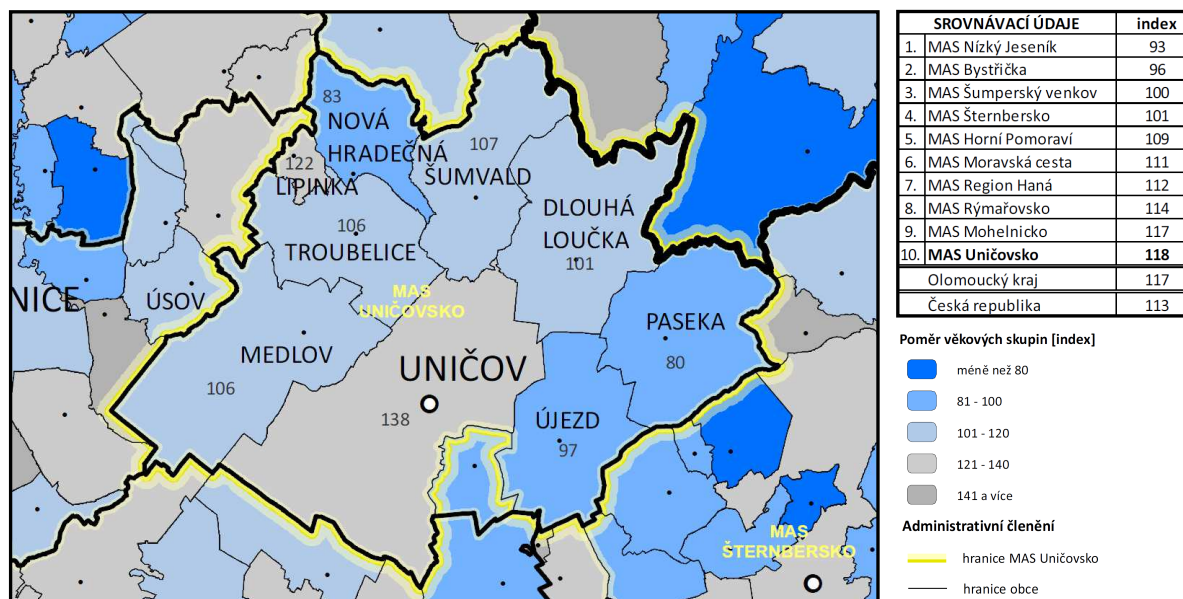 83
NOVÁ
HRADEČNÁ
122
LIPINKA
107
ŠUMVALD
106
TROUBELICE
DLOUHÁ
LOUČKA
101
NICE
ÚSOV
MAS
UNIČOVSKO
MEDLOV
106
UNIČOV
138
PASEKA
80
ÚJEZD
97
MAS
ŠTERNBERSKO
SROVNÁVACÍ ÚDAJE index
1. MAS Nízký Jeseník 93
2. MAS Bystřička 96
3. MAS Šumperský venkov 100
4. MAS Šternbersko 101
5. MAS Horní Pomoraví 109
6. MAS Moravská cesta 111
7. MAS Region Haná 112
8. MAS Rýmařovsko 114
9. MAS Mohelnicko 117
10. MAS Uničovsko 118
Olomoucký kraj 117
Česká republika 113
Poměr věkových skupin [index]
méně než 80
81 - 100
101 - 120
121 - 140
141 a více
Administrativní členění
hranice MAS Uničovsko
hranice obce